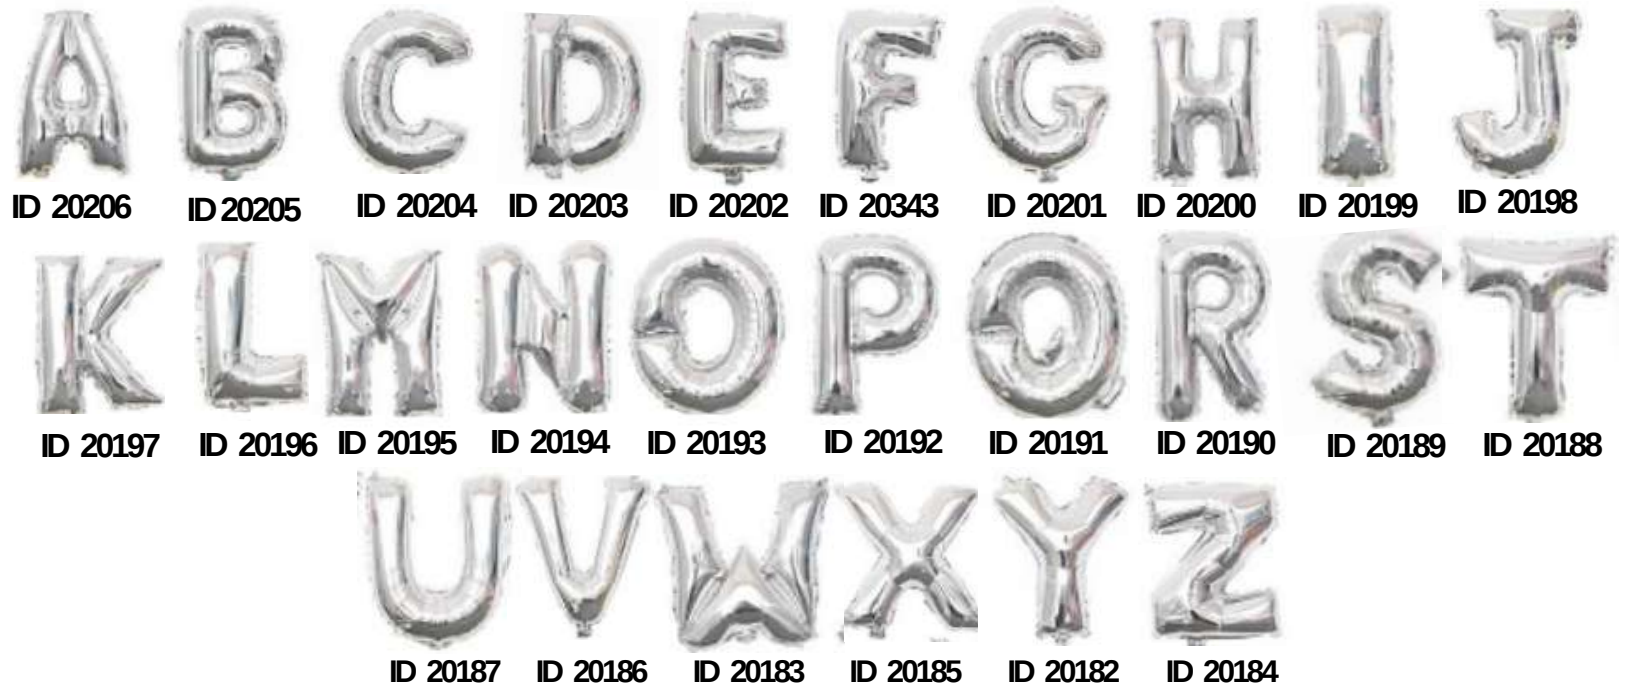 A B C D E F G H I J
ID 20206 ID 20205 ID 20204 ID 20203 ID 20202 ID 20343 ID 20201 ID 20200 ID 20199 ID 20198
K L M N O P Q R S T
ID 20197 ID 20196 ID 20195 ID 20194 ID 20193 ID 20192 ID 20191 ID 20190 ID 20189 ID 20188
U V W X Y Z
ID 20187 ID 20186 ID 20183 ID 20185 ID 20182 ID 20184